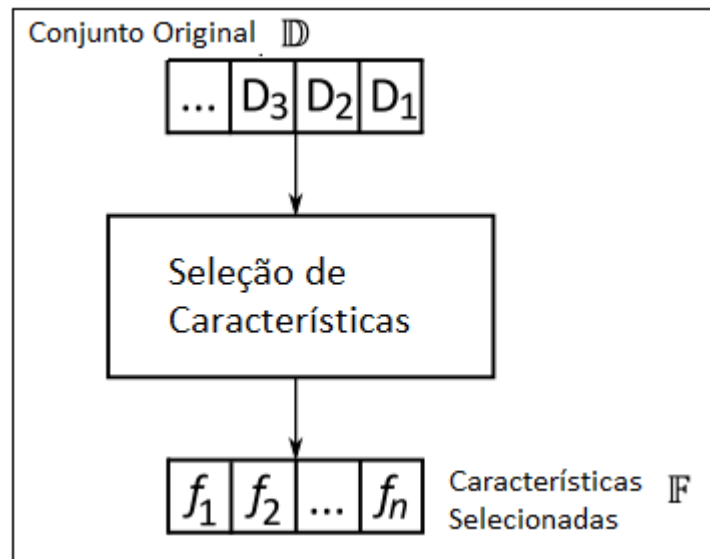 Conjunto Original 𝔻
... D₃ D₂ D₁
Seleção de
Características
f₁ f₂ ... fₙ
Características 𝔽
Selecionadas